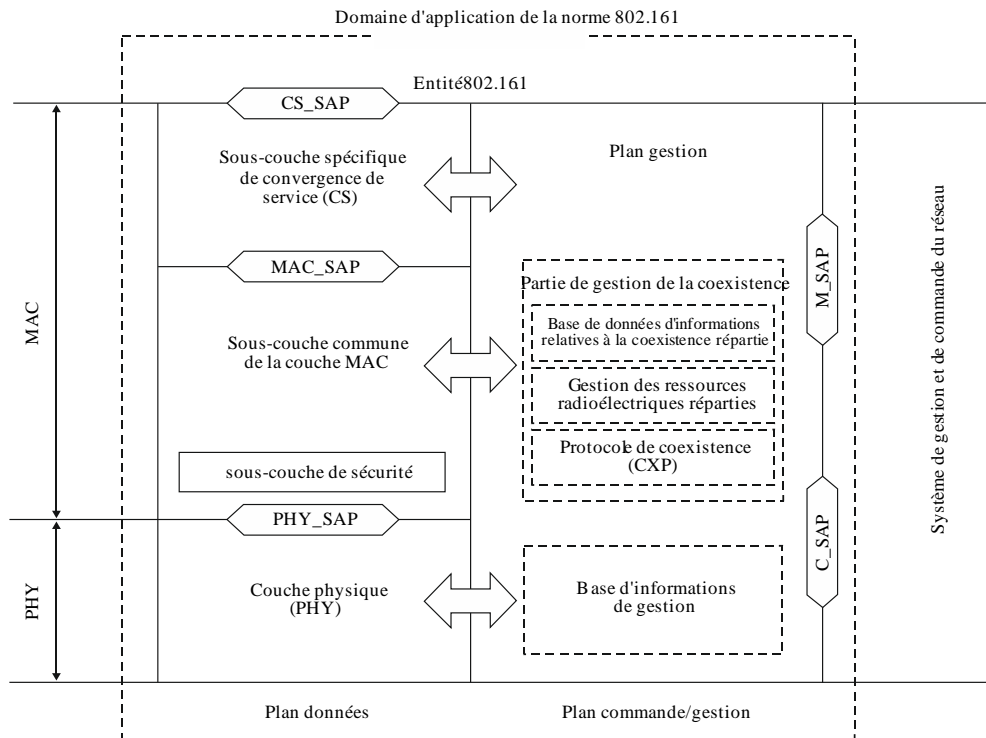 Domaine d'application de la norme 802.161
Entité802.161
CS_SAP
Sous-couche spécifique
de convergence de
service (CS)
Plan gestion
MAC_SAP
M_SAP
MAC
Partie de gestion de la coexistence
Base de données d'informations
relatives à la coexistence répartie
Sous-couche commune
de la couche MAC
Gestion des ressources
radioélectriques réparties
Protocole de coexistence
(CXP)
sous-couche de sécurité
PHY_SAP
C_SAP
Système de gestion et de commande du réseau
PHY
Couche physique
(PHY)
Base d'informations
de gestion
Plan données
Plan commande/gestion